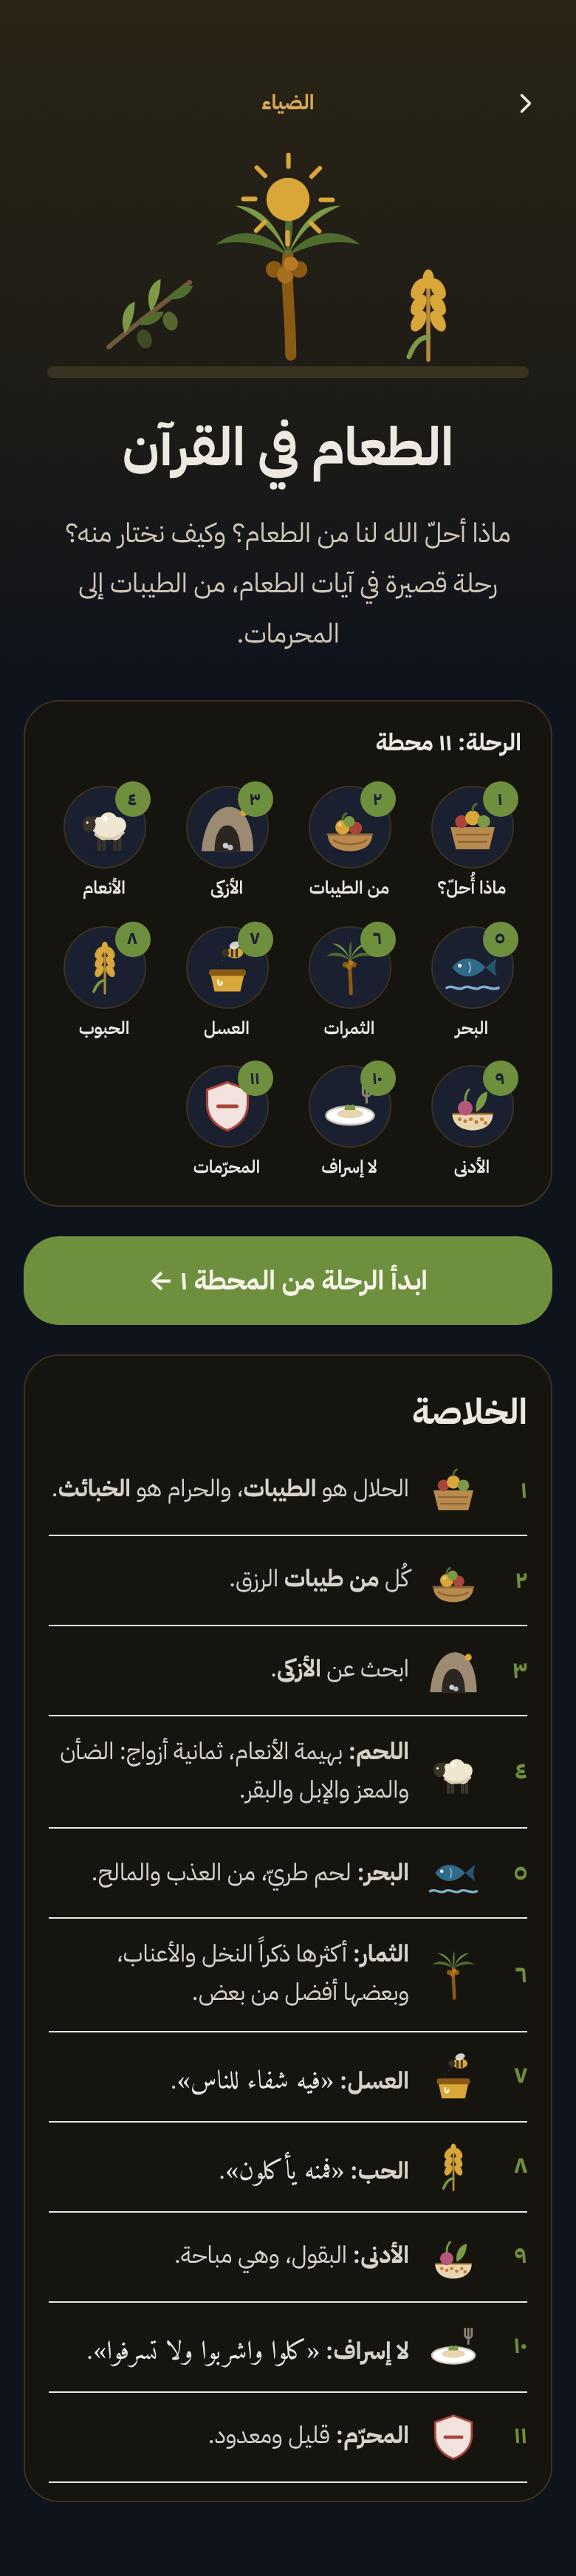 الضياء
الطعام في القرآن
ماذا أحلّ الله لنا من الطعام؟ وكيف نختار منه؟
رحلة قصيرة في آيات الطعام، من الطيبات إلى
المحرمات.
الرحلة: ١١ محطة
١
٢
٣
٤
ماذا أُحلّ؟
من الطيبات
الأزكى
الأنعام
٥
٦
٧
٨
البحر
الثمرات
العسل
الحبوب
٩
١٠
١١
الأدنى
لا إسراف
المحرّمات
ابدأ الرحلة من المحطة ١ ←
الخلاصة
١ الحلال هو الطيبات، والحرام هو الخبائث.
٢ كُل من طيبات الرزق.
٣ ابحث عن الأزكى.
٤ اللحم: بهيمة الأنعام، ثمانية أزواج: الضأن
والمعز والإبل والبقر.
٥ البحر: لحم طريّ، من العذب والمالح.
٦ الثمار: أكثرها ذكراً النخل والأعناب،
وبعضها أفضل من بعض.
٧ العسل: «فيه شفاء للناس».
٨ الحب: «فمنه يأكلون».
٩ الأدنى: البقول، وهي مباحة.
١٠ لا إسراف: «كلوا واشربوا ولا تسرفوا».
١١ المحرّم: قليل ومعدود.